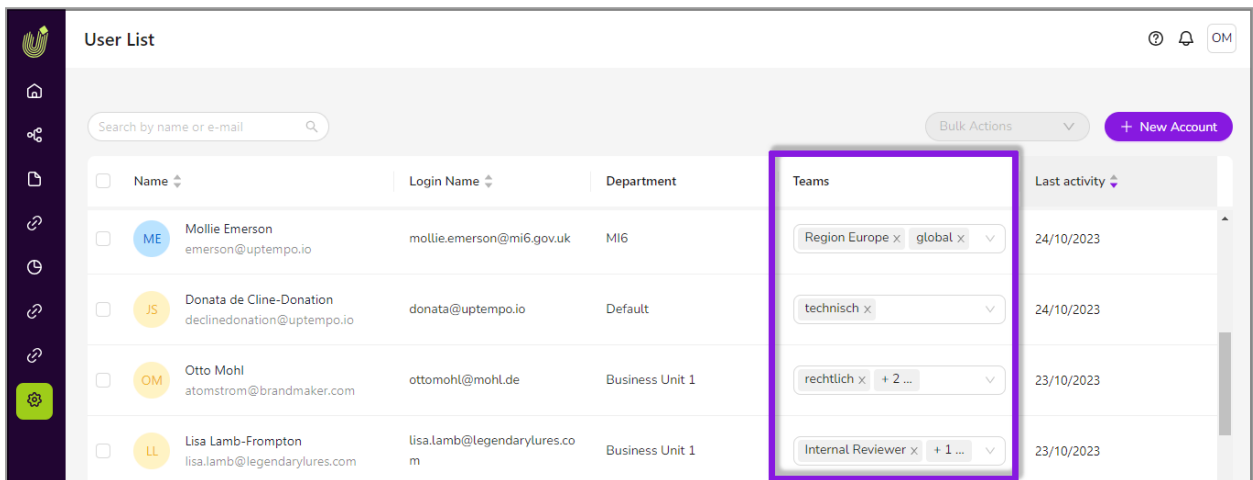 User List
OM
Search by name or e-mail
Bulk Actions
+ New Account
Name
Login Name
Department
Teams
Last activity
ME
Mollie Emerson
emerson@uptempo.io
mollie.emerson@mi6.gov.uk
MI6
Region Europe x global x
24/10/2023
JS
Donata de Cline-Donation
declinedonation@uptempo.io
donata@uptempo.io
Default
technisch x
24/10/2023
OM
Otto Mohl
atomstrom@brandmaker.com
ottomohl@mohl.de
Business Unit 1
rechtlich x + 2 ...
23/10/2023
LL
Lisa Lamb-Frompton
lisa.lamb@legendarylures.com
lisa.lamb@legendarylures.co
m
Business Unit 1
Internal Reviewer x + 1 ...
23/10/2023